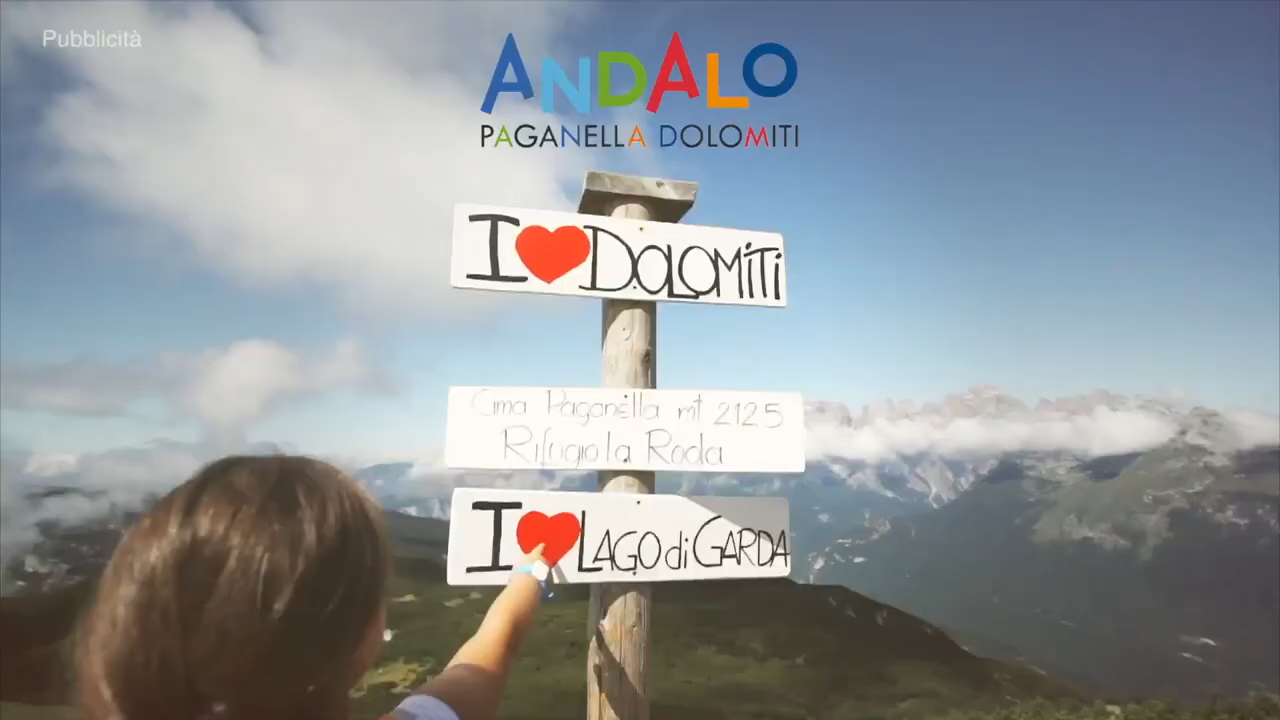 Pubblicità
ANDALO
PAGANELLA DOLOMITI
I ❤ DOLOMiTi
Cima Paganella mt 2125
Rifugio la Roda
I ❤ LAGO di GARDA